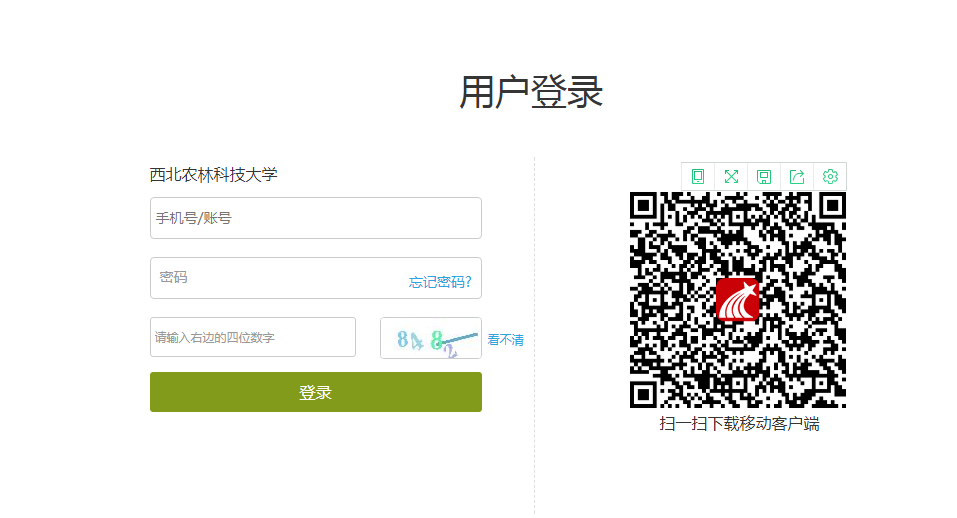 用户登录
西北农林科技大学
手机号/账号
密码
忘记密码?
请输入右边的四位数字
看不清
登录
扫一扫下载移动客户端